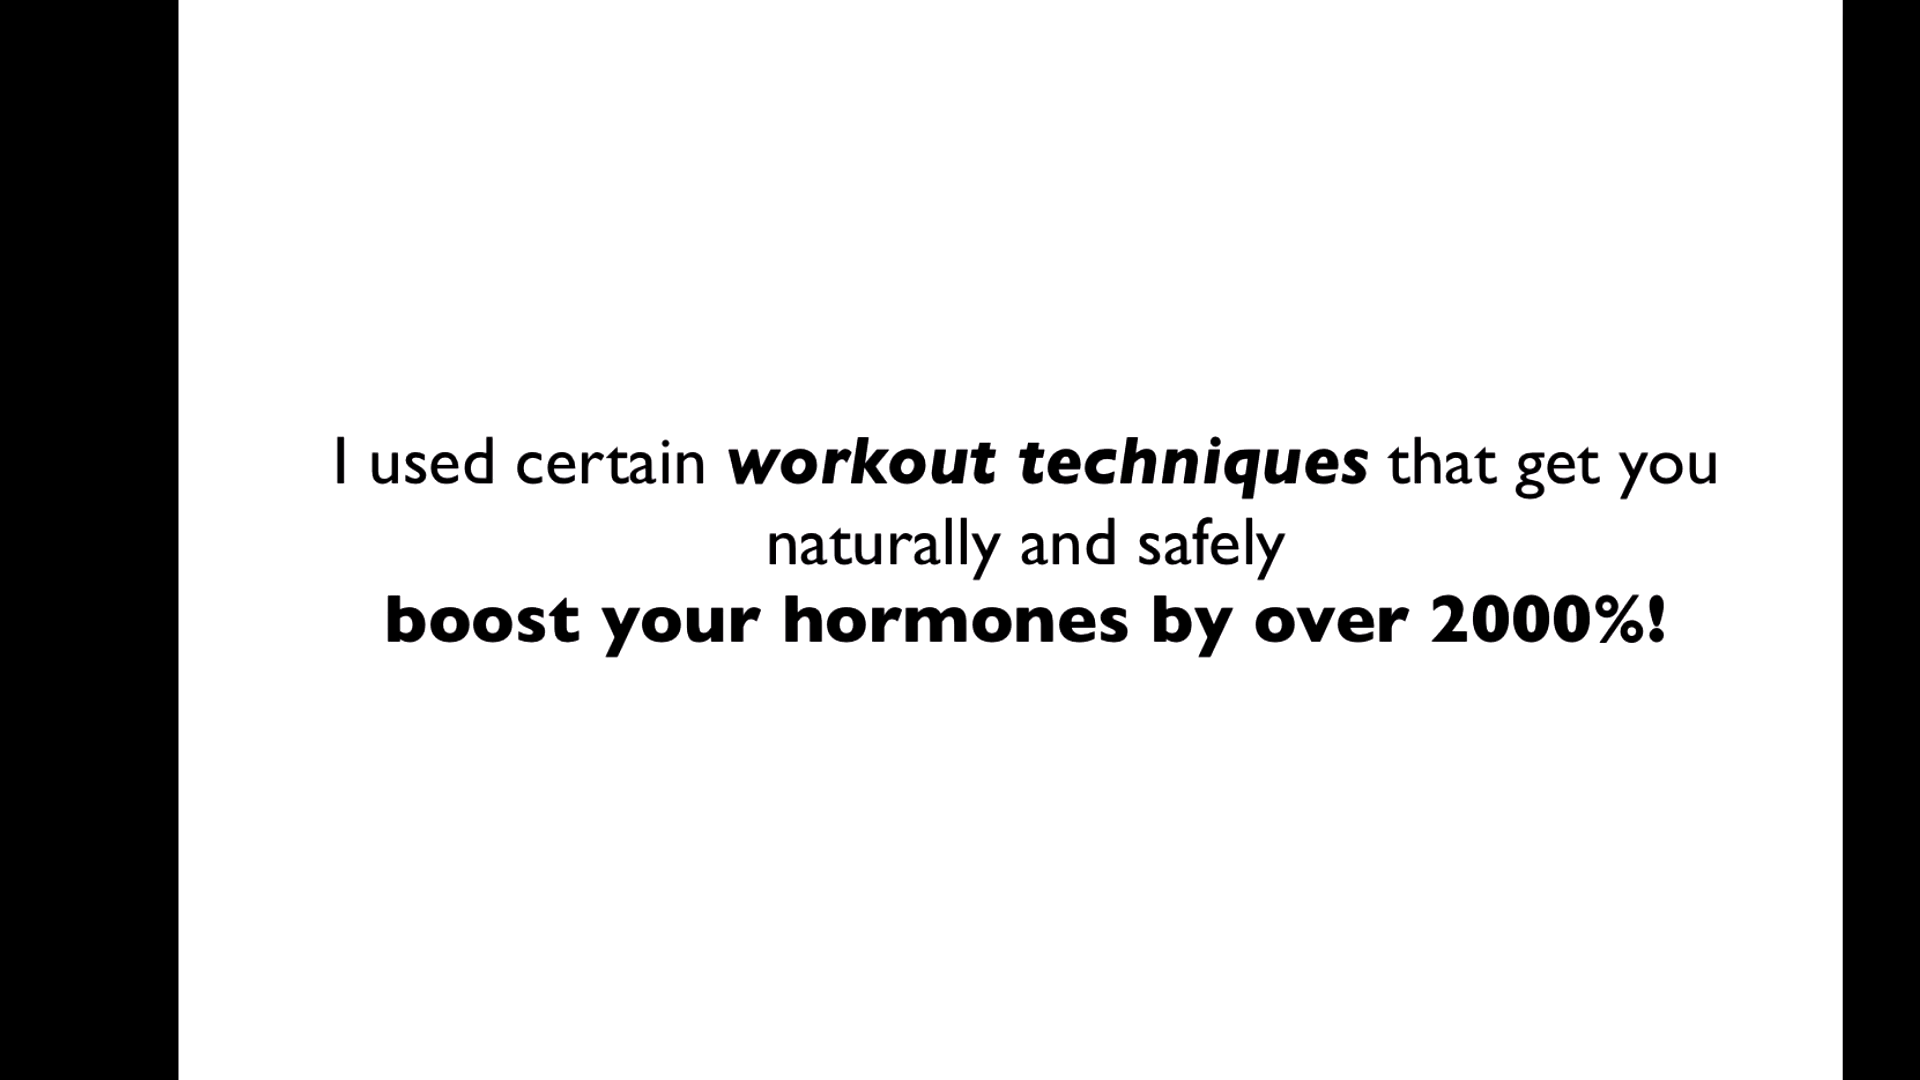 I used certain workout techniques that get you
naturally and safely
boost your hormones by over 2000%!